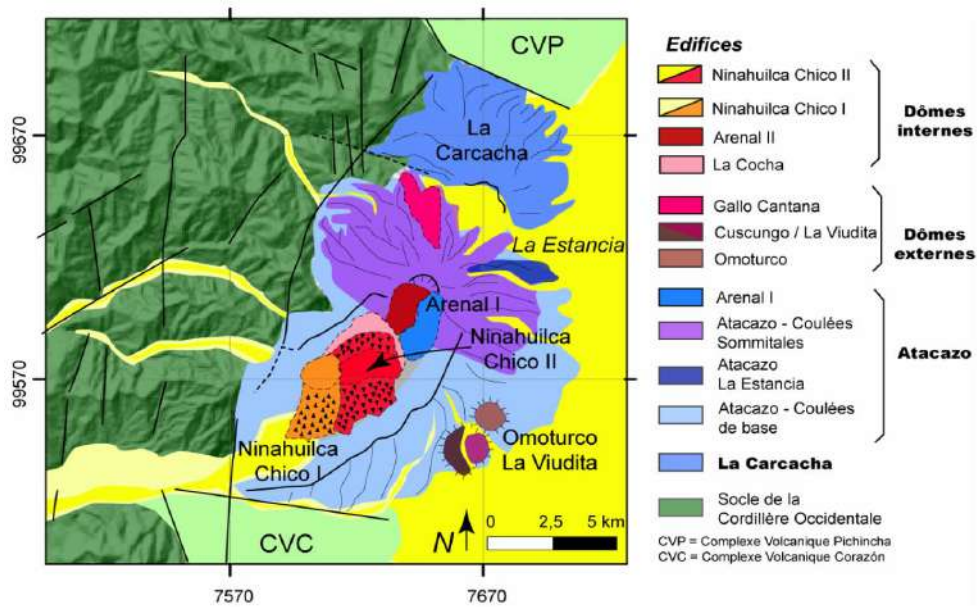 CVP
La
Carcacha
La Estancia
Arenal I
Ninahuilca
Chico II
Ninahuilca
Chico I
Omoturco
La Viudita
CVC
N
0 2,5 5 km
99670
99570
7570
7670
Edifices
Ninahuilca Chico II
Ninahuilca Chico I
Arenal II
La Cocha
Dômes
internes
Gallo Cantana
Cuscungo / La Viudita
Omoturco
Dômes
externes
Arenal I
Atacazo - Coulées
Sommitales
Atacazo
La Estancia
Atacazo - Coulées
de base
Atacazo
La Carcacha
Socle de la
Cordillère Occidentale
CVP = Complexe Volcanique Pichincha
CVC = Complexe Volcanique Corazón